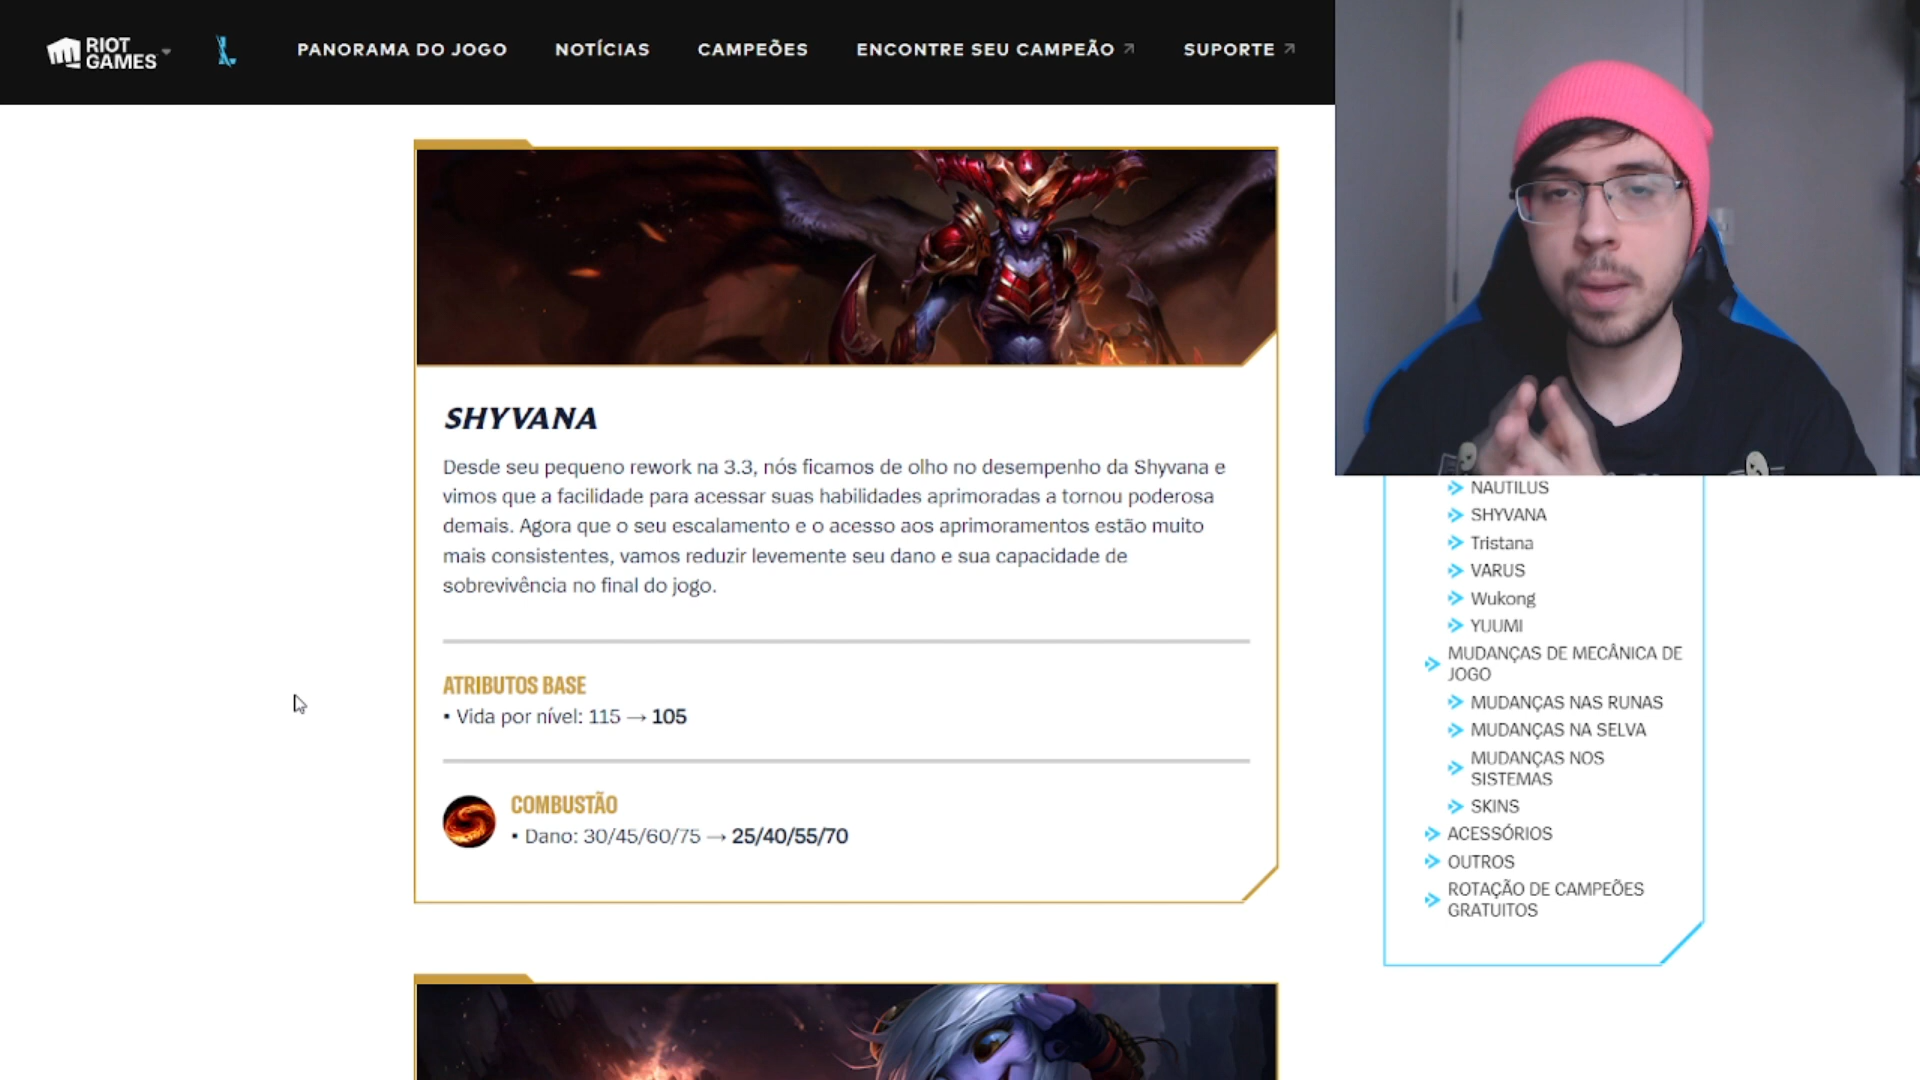 RIOT GAMES
PANORAMA DO JOGO
NOTÍCIAS
CAMPEÕES
ENCONTRE SEU CAMPEÃO
SUPORTE
SHYVANA
Desde seu pequeno rework na 3.3, nós ficamos de olho no desempenho da Shyvana e
vimos que a facilidade para acessar suas habilidades aprimoradas a tornou poderosa
demais. Agora que o seu escalamento e o acesso aos aprimoramentos estão muito
mais consistentes, vamos reduzir levemente seu dano e sua capacidade de
sobrevivência no final do jogo.
ATRIBUTOS BASE
• Vida por nível: 115 → 105
COMBUSTÃO
• Dano: 30/45/60/75 → 25/40/55/70
NAUTILUS
SHYVANA
Tristana
VARUS
Wukong
YUUMI
MUDANÇAS DE MECÂNICA DE
JOGO
MUDANÇAS NAS RUNAS
MUDANÇAS NA SELVA
MUDANÇAS NOS
SISTEMAS
SKINS
ACESSÓRIOS
OUTROS
ROTAÇÃO DE CAMPEÕES
GRATUITOS